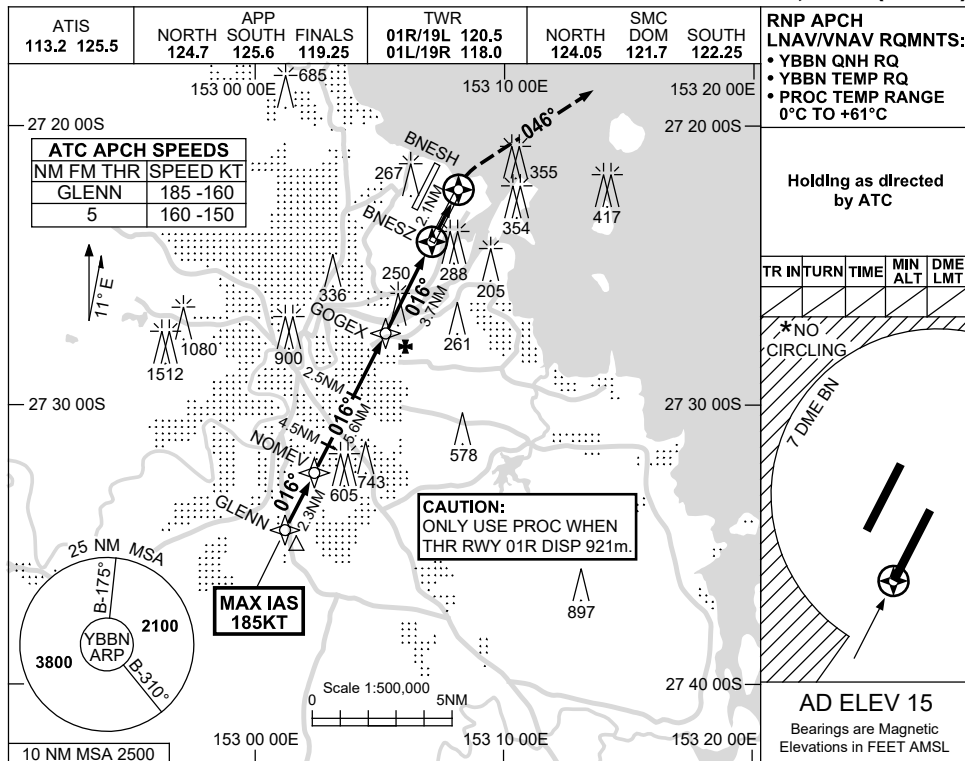 ATIS
113.2 125.5
APP
NORTH SOUTH FINALS
124.7 125.6 119.25
TWR
01R/19L 120.5
01L/19R 118.0
SMC
NORTH DOM SOUTH
124.05 121.7 122.25
RNP APCH
LNAV/VNAV RQMNTS:
• YBBN QNH RQ
• YBBN TEMP RQ
• PROC TEMP RANGE
0°C TO +61°C
Holding as directed
by ATC
TR IN TURN TIME MIN ALT DME LMT
*NO
CIRCLING
7 DME BN
AD ELEV 15
Bearings are Magnetic
Elevations in FEET AMSL
685
153 00 00E
153 10 00E
153 20 00E
27 20 00S
27 20 00S
ATC APCH SPEEDS
NM FM THR SPEED KT
GLENN 185 -160
5 160 -150
046°
BNESH
267
355
354
417
2.1NM
BNESZ
288
205
11° E
336
250
016°
3.7NM
GOGEX
261
1080
1512
900
2.5NM
27 30 00S
27 30 00S
016°
5.6NM
4.5NM
NOMEV
743
605
578
016°
2.3NM
GLENN
CAUTION:
ONLY USE PROC WHEN
THR RWY 01R DISP 921m.
MAX IAS
185KT
897
25 NM MSA
B-175°
YBBN
ARP
2100
3800
B-310°
Scale 1:500,000
0 5NM
27 40 00S
153 00 00E
153 10 00E
153 20 00E
10 NM MSA 2500